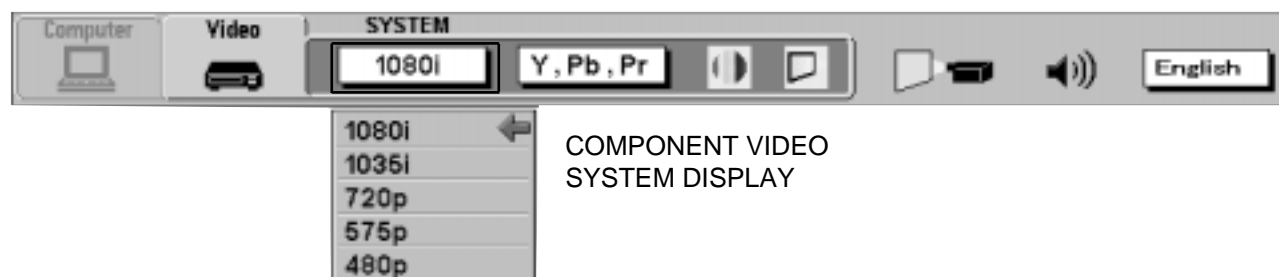 Computer Video SYSTEM
1080i Y,Pb,Pr English
1080i
1035i
720p
575p
480p
COMPONENT VIDEO
SYSTEM DISPLAY